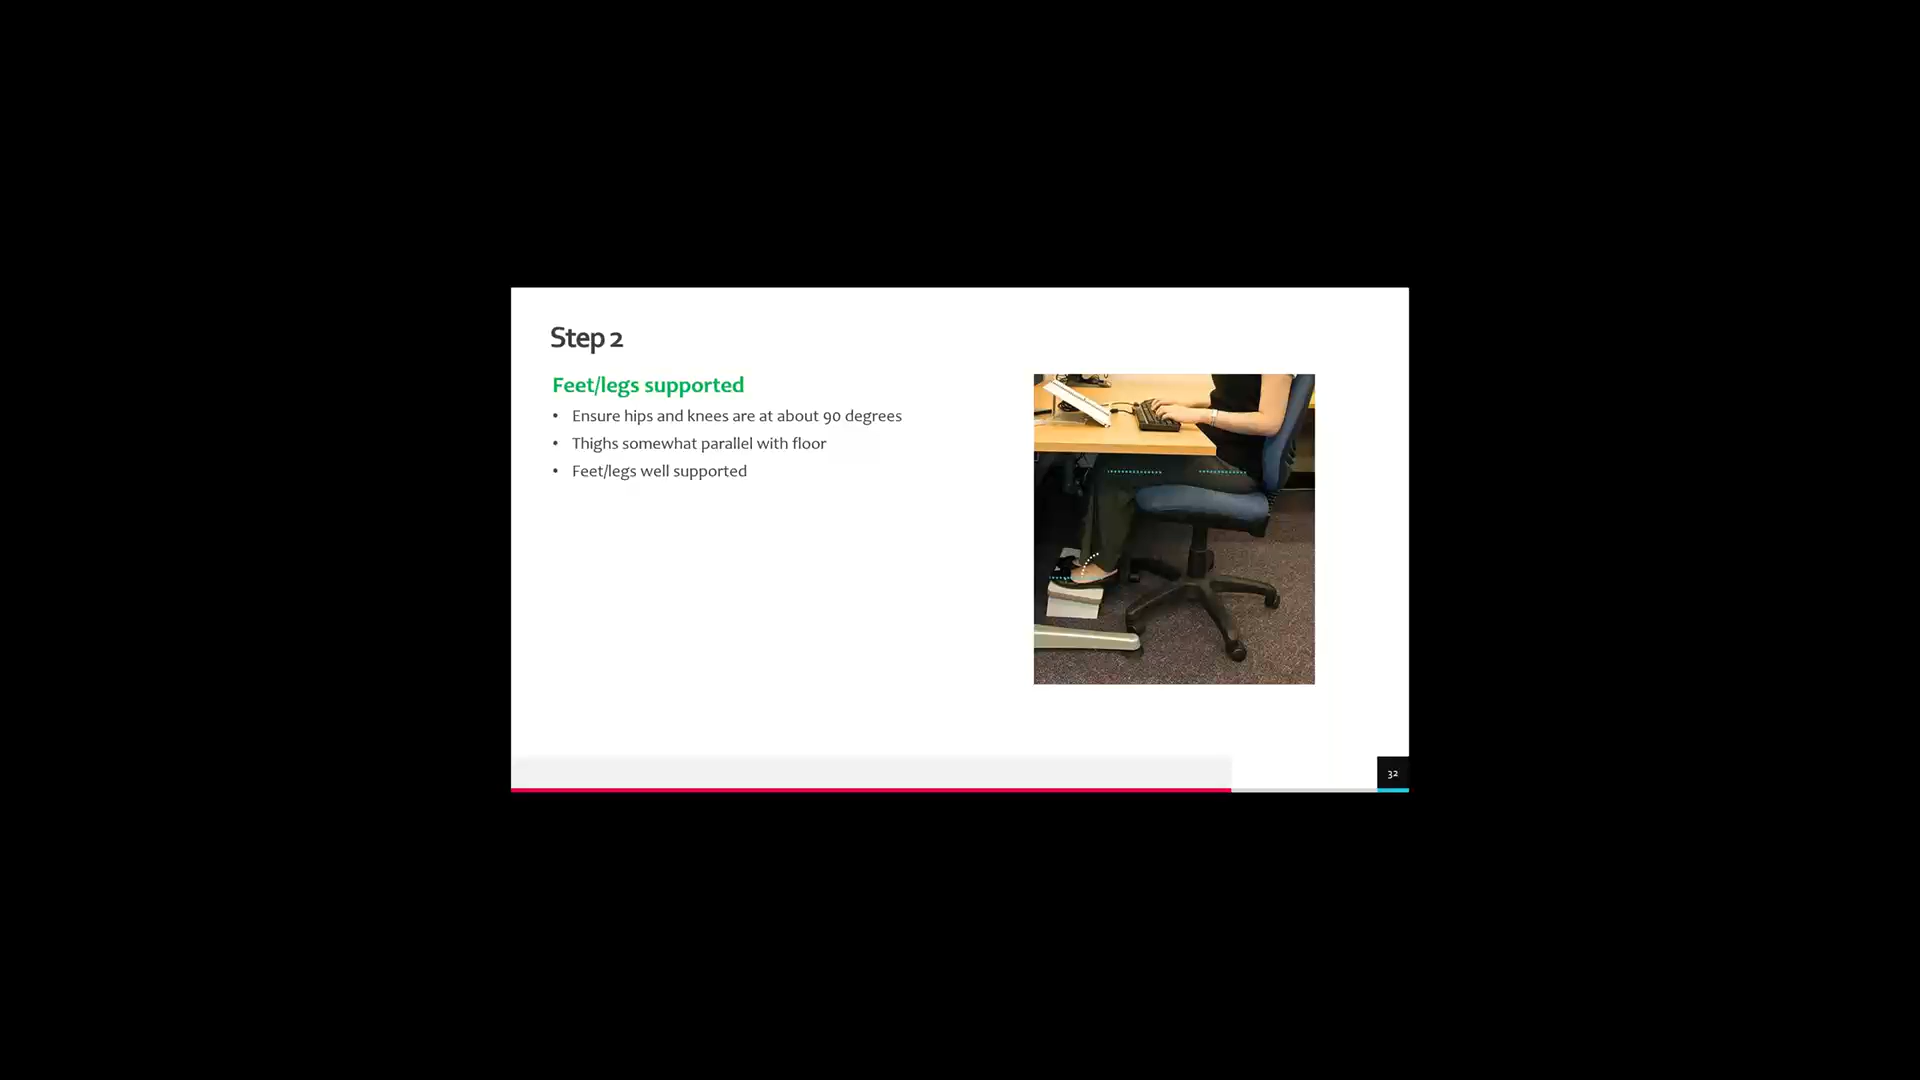 Step 2
Feet/legs supported
• Ensure hips and knees are at about 90 degrees
• Thighs somewhat parallel with floor
• Feet/legs well supported
32